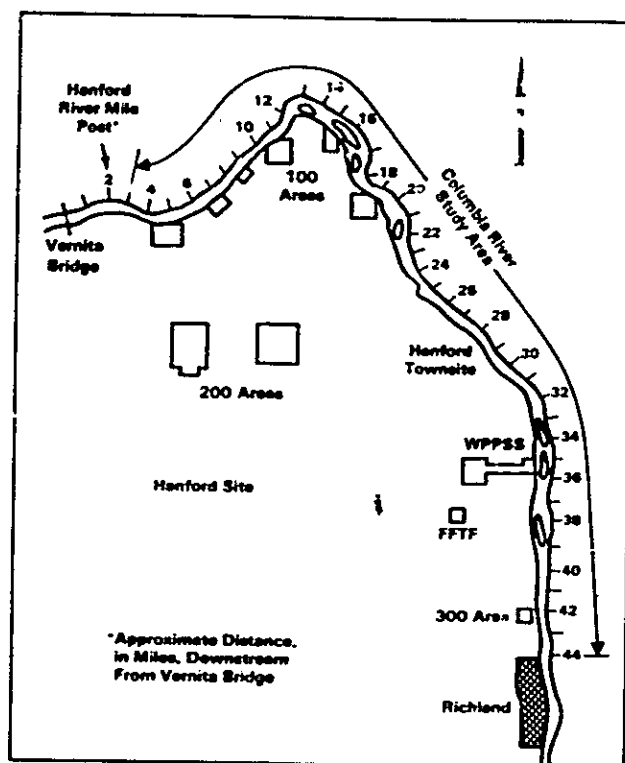 Hanford
River Mile
Post*
2
4
6
8
10
12
14
16
18
20
22
24
26
28
30
32
34
36
38
40
42
44
Vernita
Bridge
100
Areas
Columbia River
Study Area
200 Areas
Hanford
Townsite
WPPSS
Hanford Site
FFTF
300 Area
*Approximate Distance,
in Miles, Downstream
From Vernita Bridge
Richland